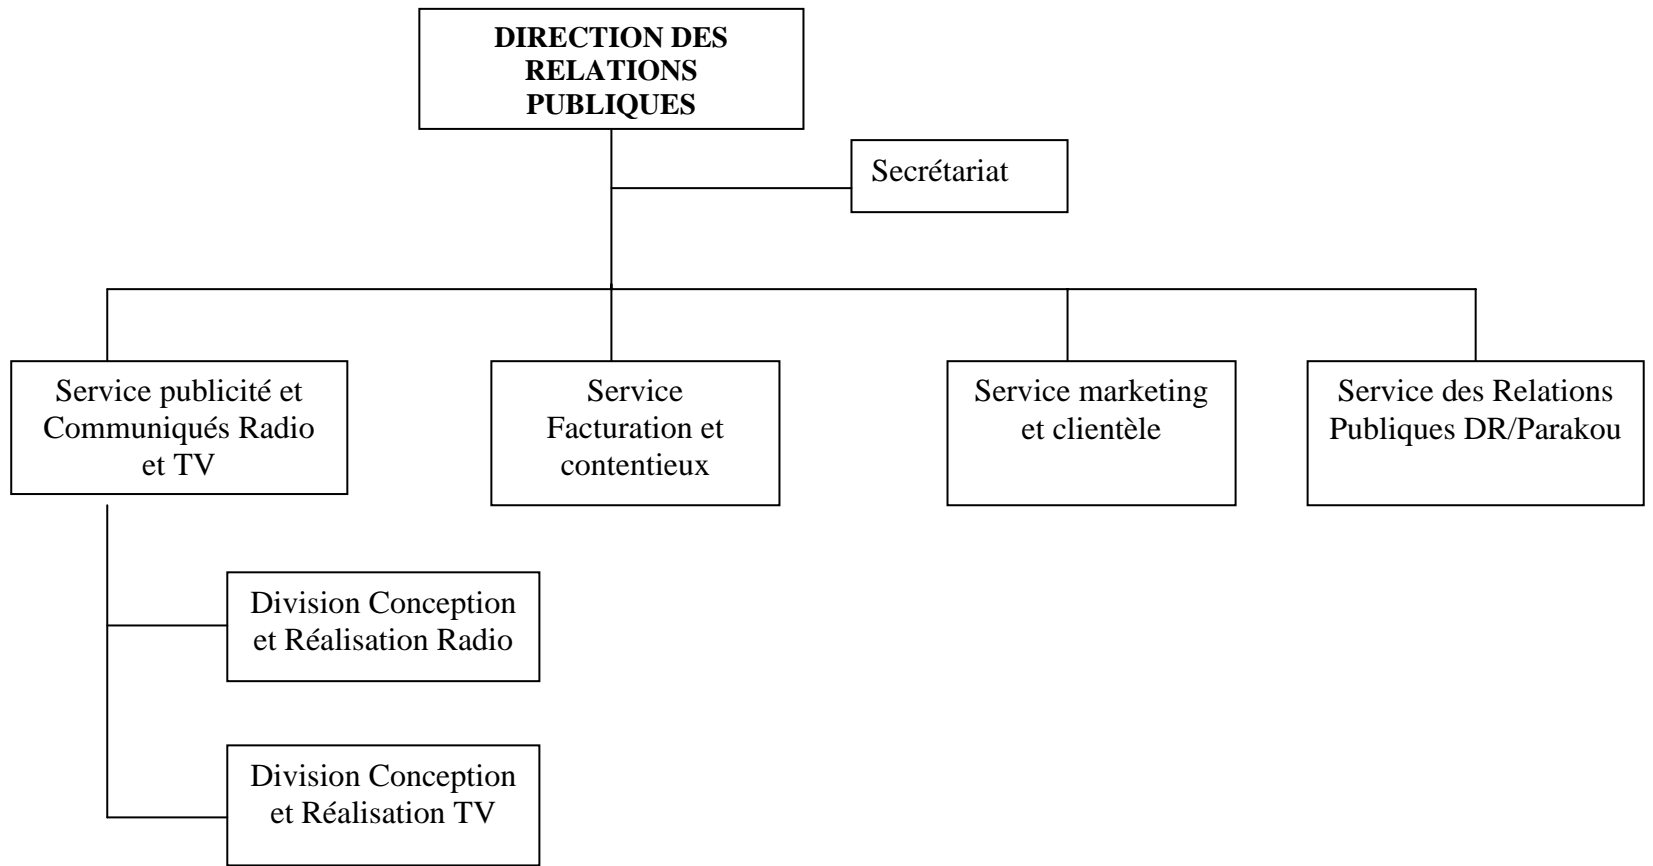 DIRECTION DES
RELATIONS
PUBLIQUES
Secrétariat
Service publicité et
Communiqués Radio
et TV
Service
Facturation et
contentieux
Service marketing
et clientèle
Service des Relations
Publiques DR/Parakou
Division Conception
et Réalisation Radio
Division Conception
et Réalisation TV